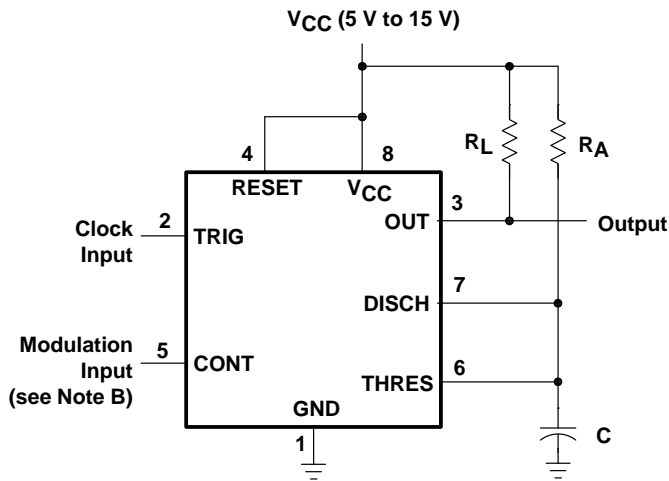 VCC (5 V to 15 V)
4
8
RL
RA
RESET
VCC
3
2
OUT
Output
Clock
Input
TRIG
7
DISCH
Modulation
Input
(see Note B)
5
CONT
6
THRES
GND
1
C